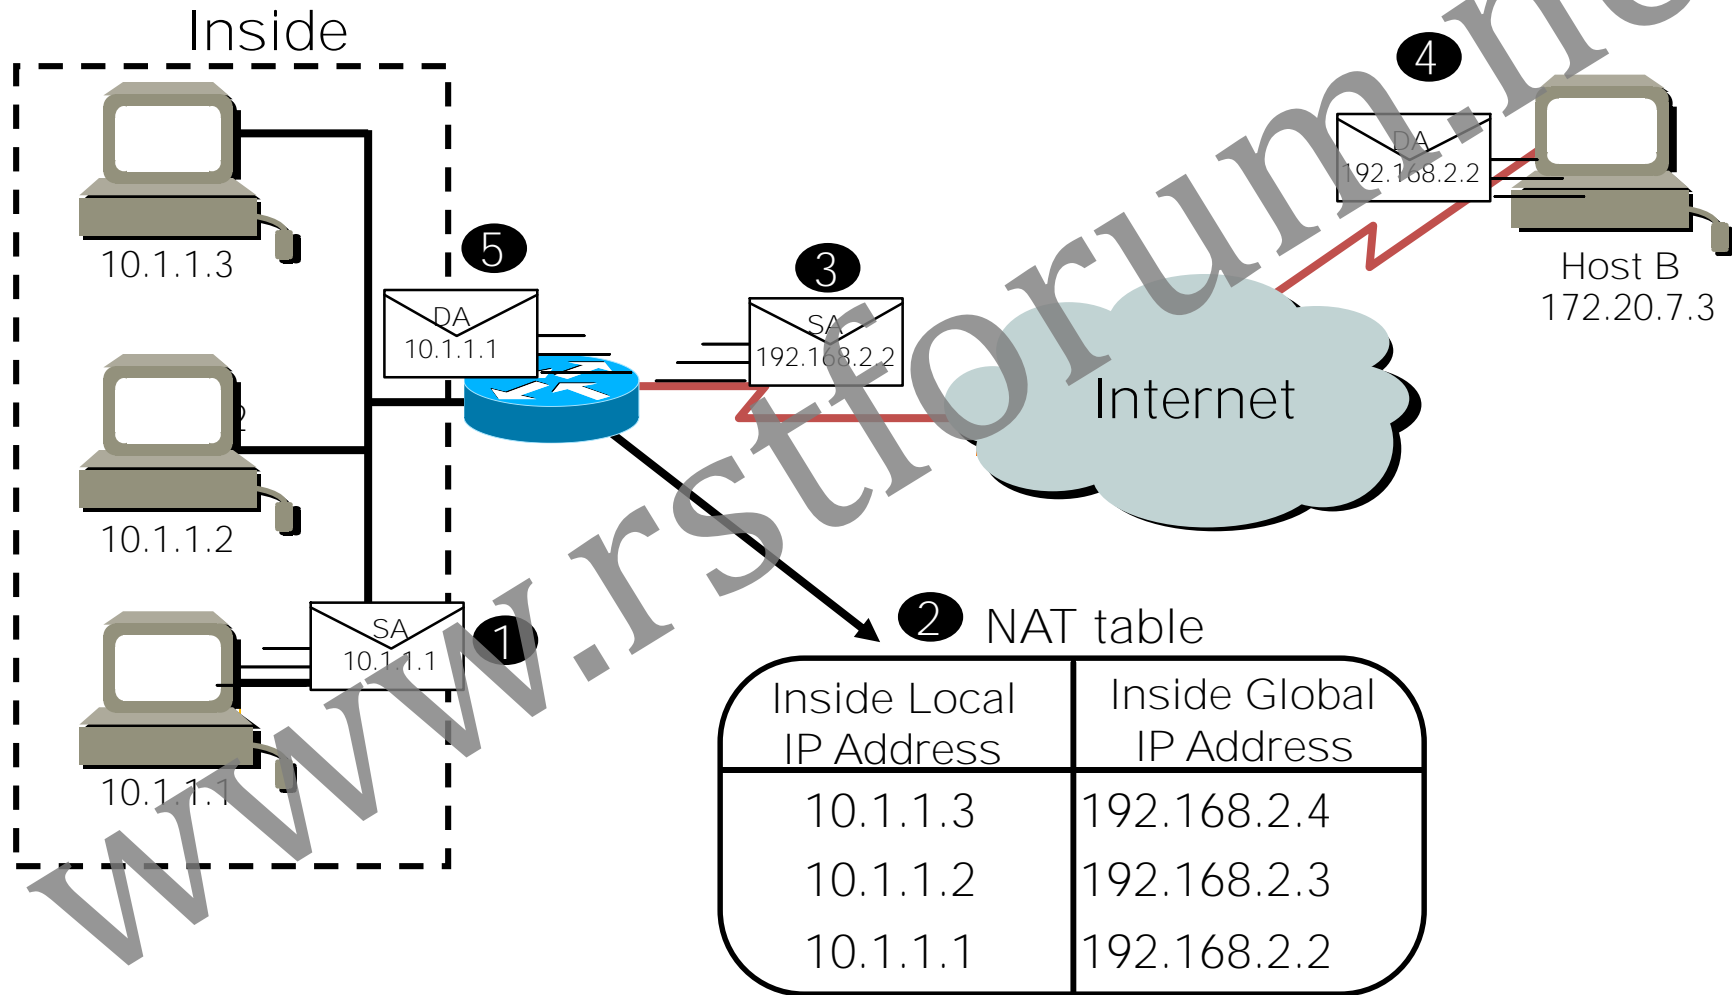 Inside
10.1.1.3
10.1.1.2
10.1.1.1
SA
10.1.1.1
1
5
DA
10.1.1.1
3
SA
192.168.2.2
4
DA
192.168.2.2
Host B
172.20.7.3
Internet
2 NAT table
Inside Local IP Address
Inside Global IP Address
10.1.1.3 192.168.2.4
10.1.1.2 192.168.2.3
10.1.1.1 192.168.2.2